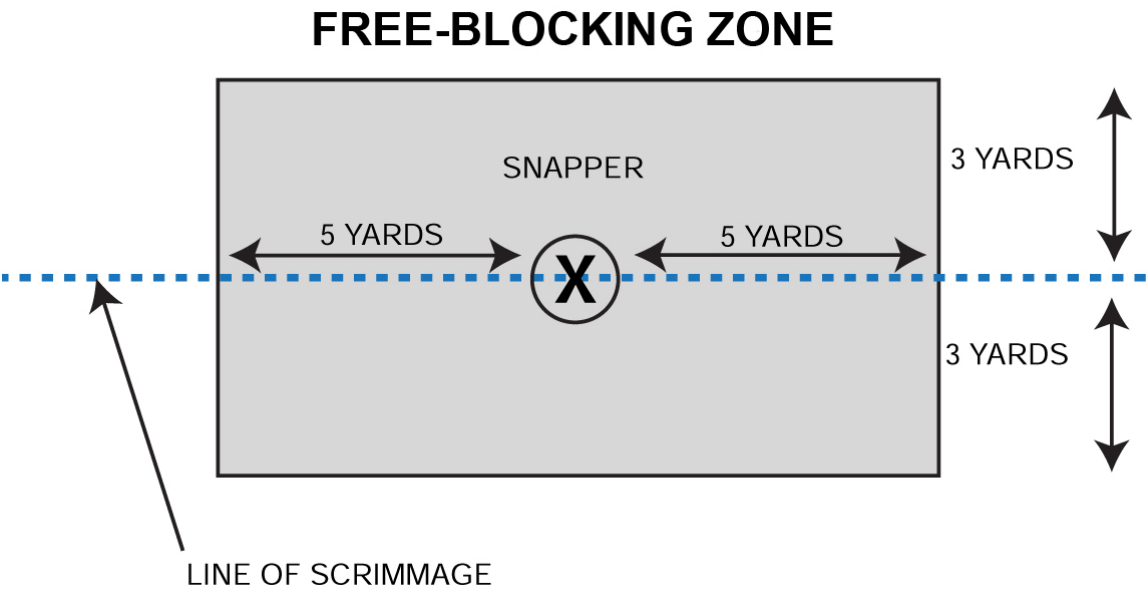 FREE-BLOCKING ZONE
SNAPPER
3 YARDS
5 YARDS
5 YARDS
X
3 YARDS
LINE OF SCRIMMAGE